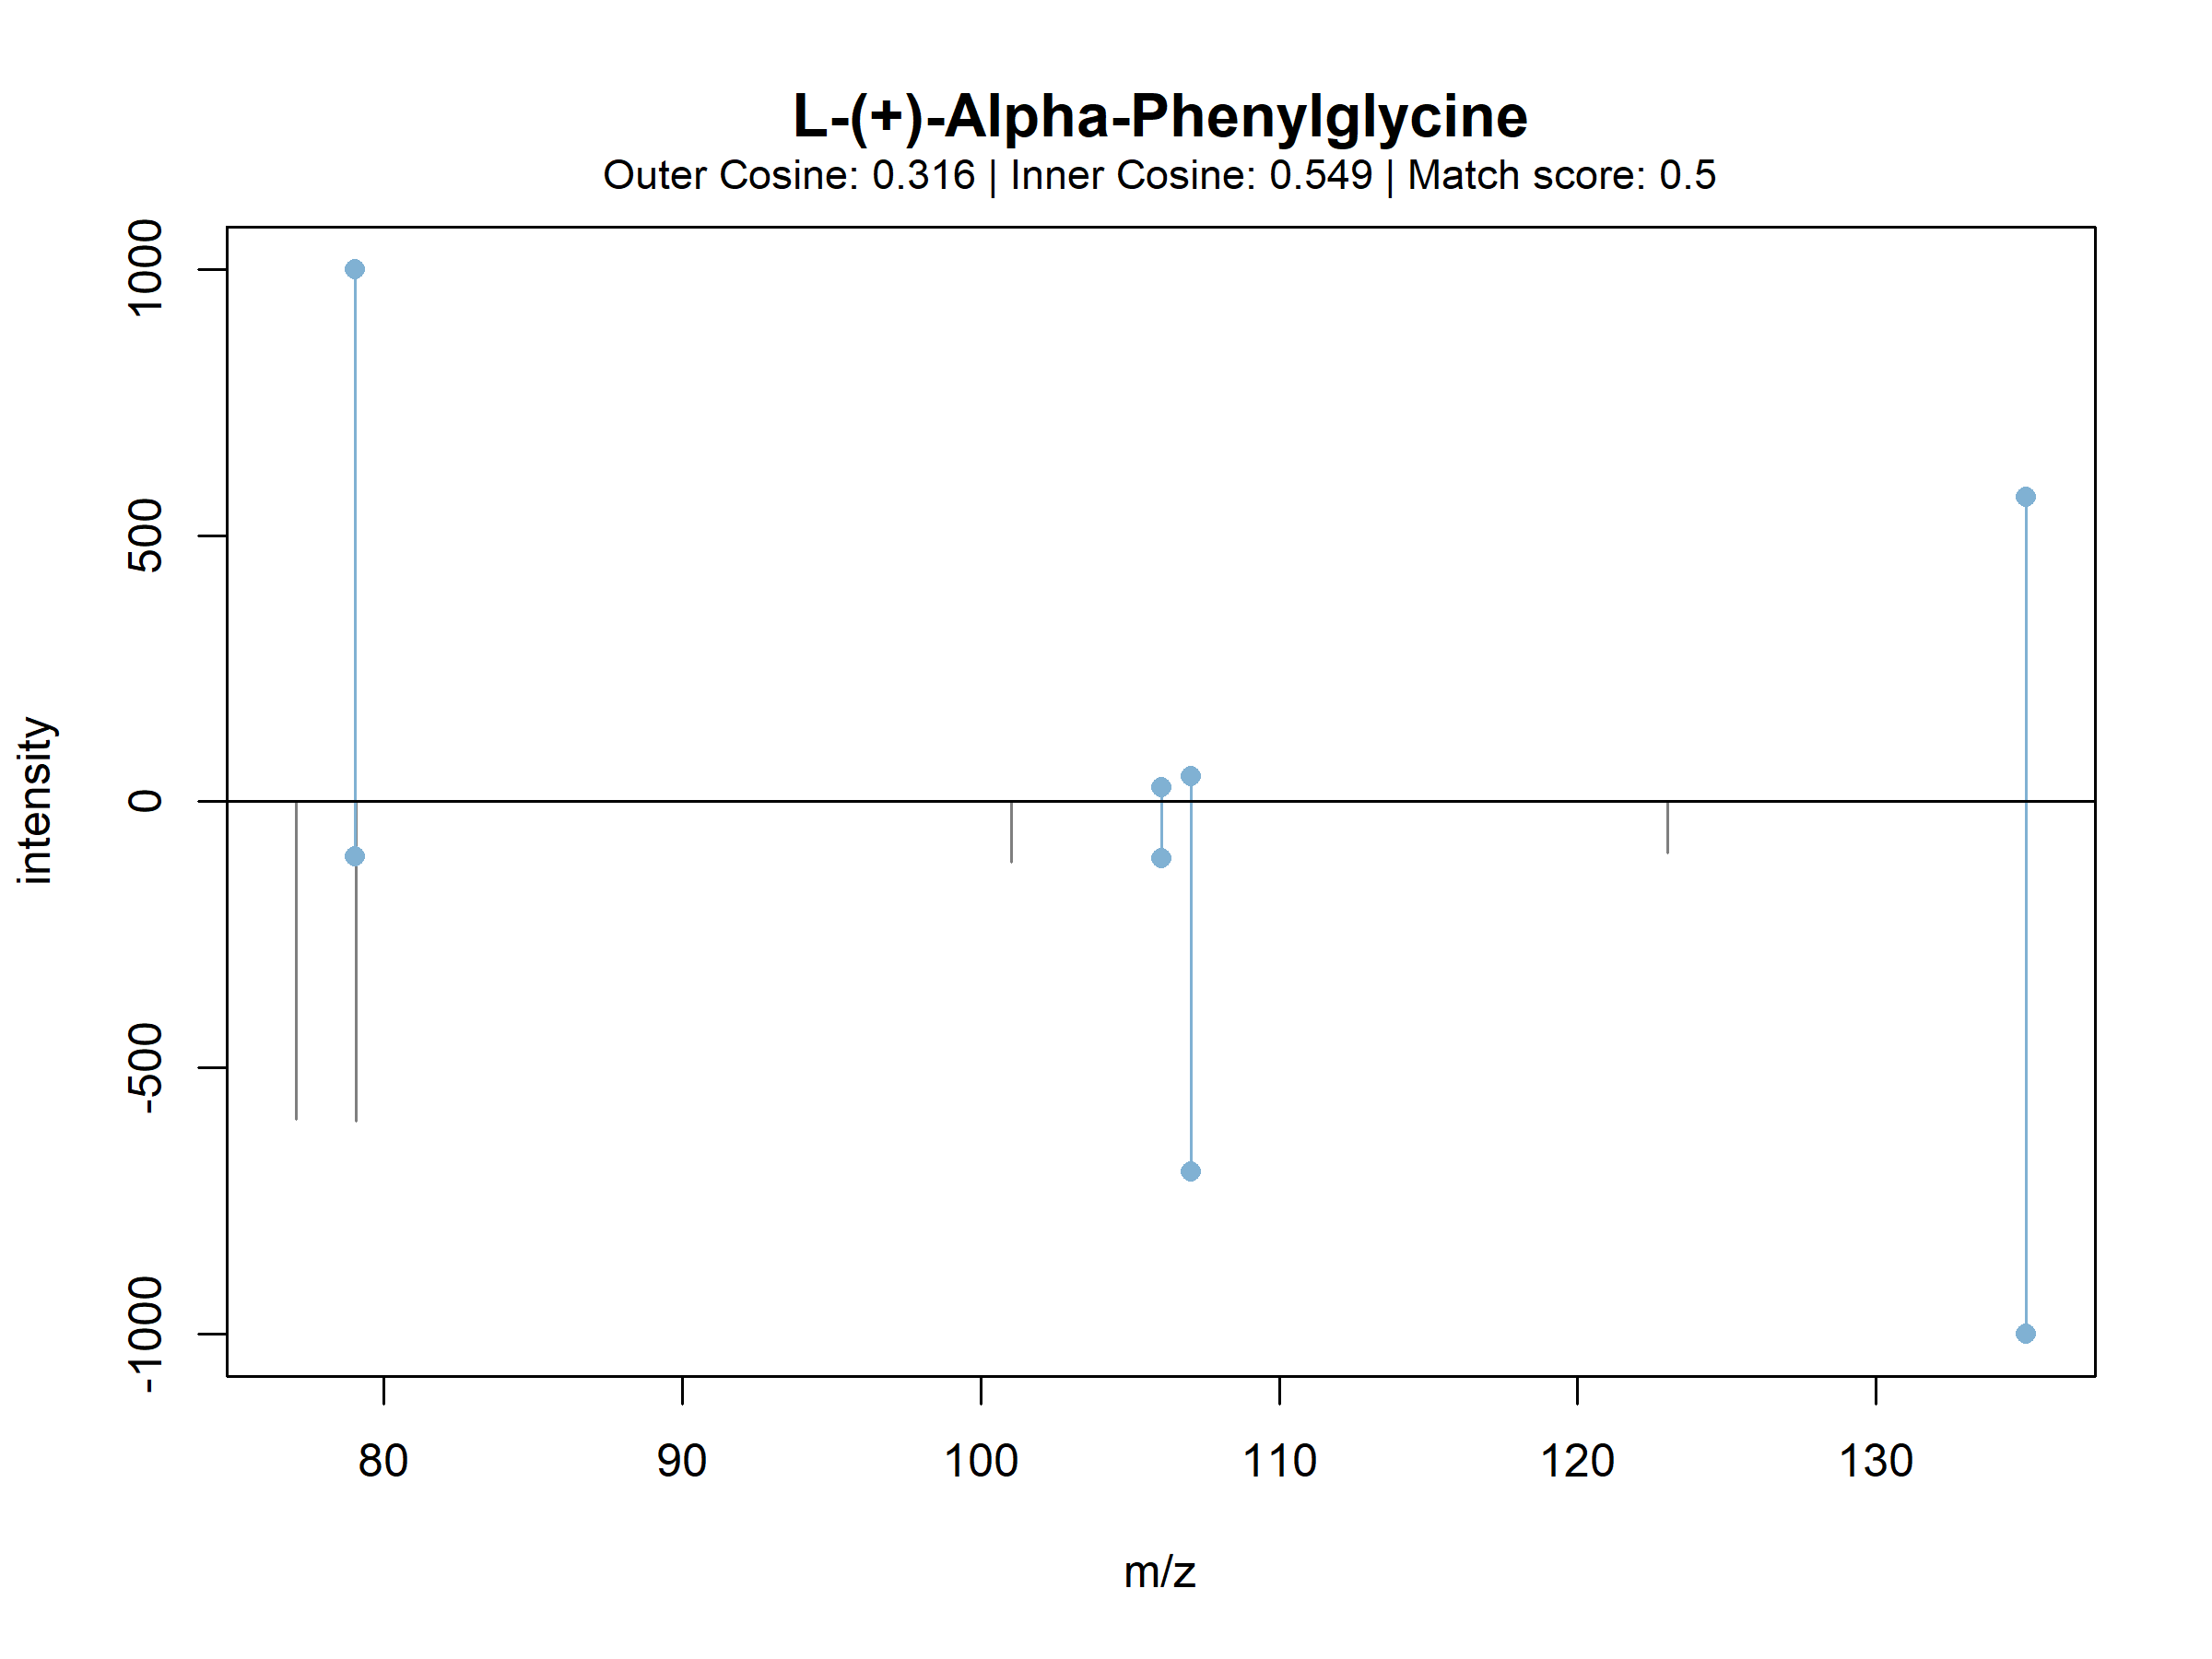 L-(+)-Alpha-Phenylglycine
Outer Cosine: 0.316 | Inner Cosine: 0.549 | Match score: 0.5
1000
500
0
-500
-1000
intensity
80 90 100 110 120 130
m/z